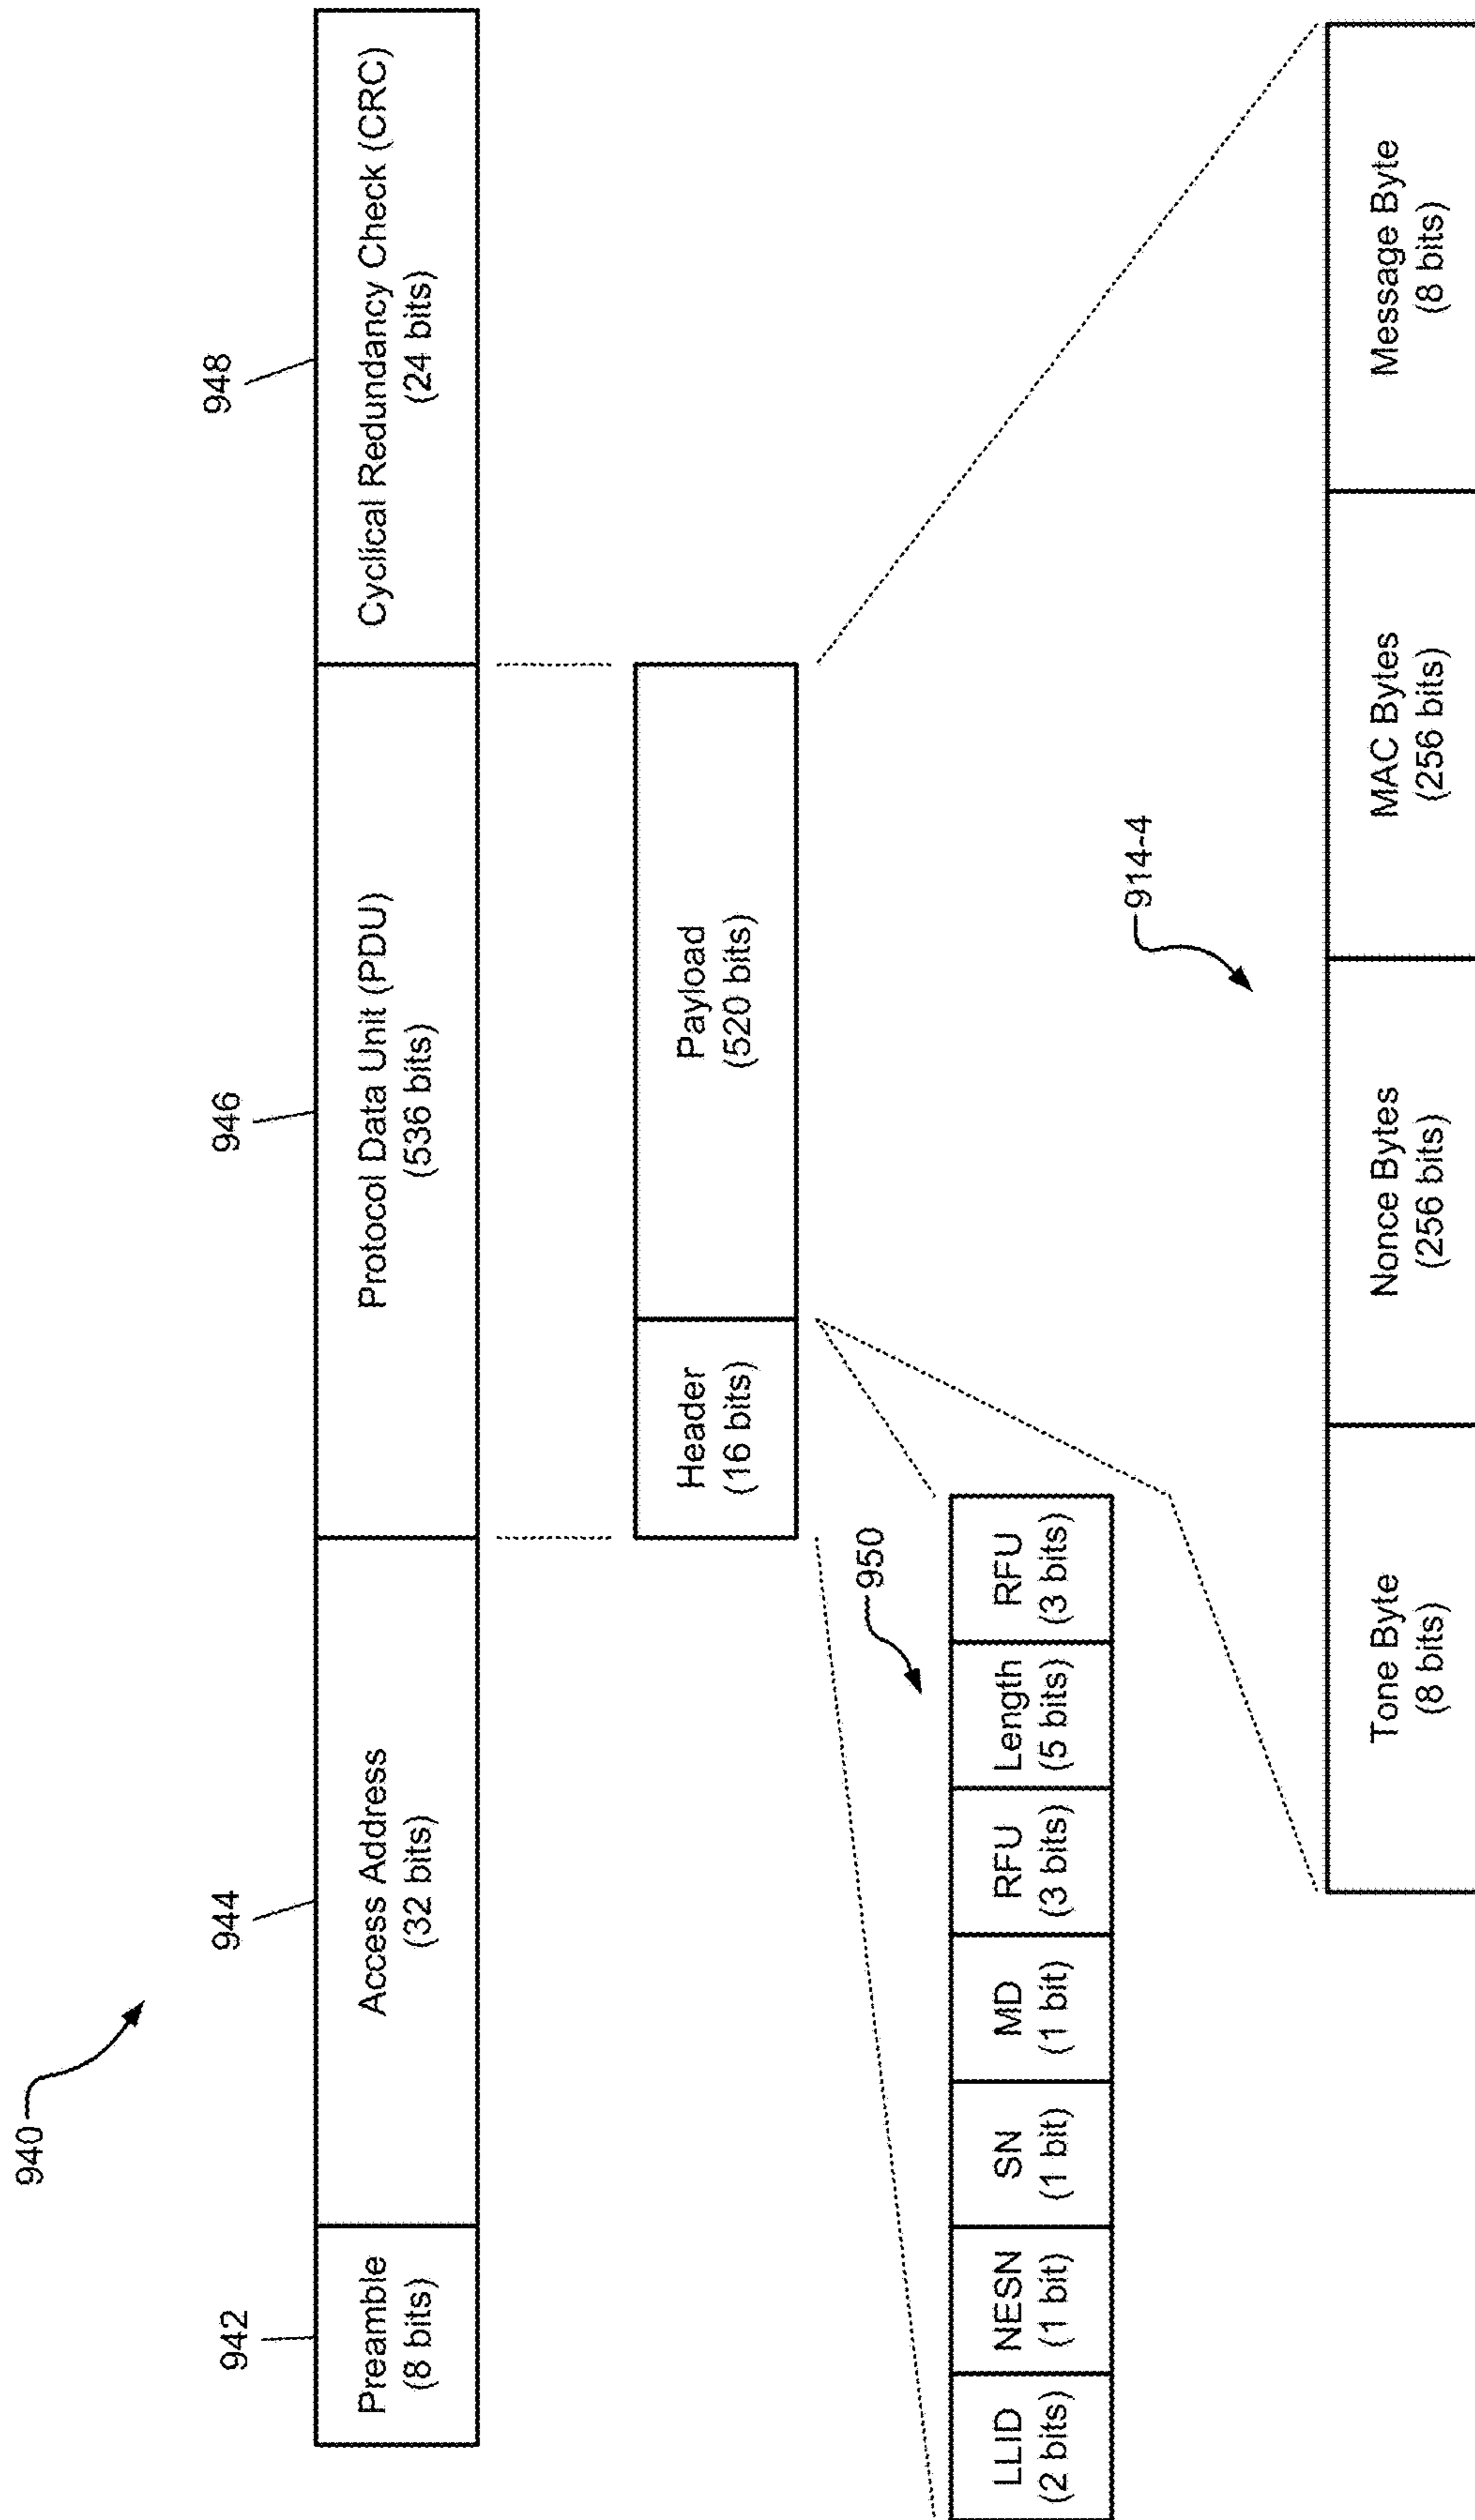 940
942
944
946
948
Preamble
(8 bits)
Access Address
(32 bits)
Protocol Data Unit (PDU)
(536 bits)
Cyclical Redundancy Check (CRC)
(24 bits)
Header
(16 bits)
Payload
(520 bits)
950
LLID
(2 bits)
NESN
(1 bit)
SN
(1 bit)
MD
(1 bit)
RFU
(3 bits)
Length
(5 bits)
RFU
(3 bits)
914-4
Tone Byte
(8 bits)
Nonce Bytes
(256 bits)
MAC Bytes
(256 bits)
Message Byte
(8 bits)